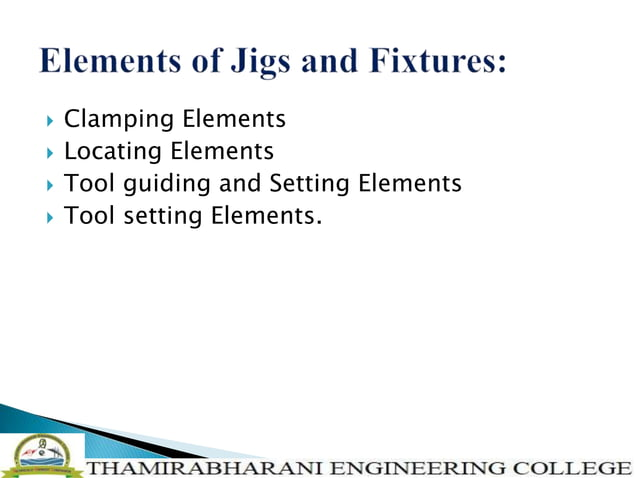 Elements of Jigs and Fixtures:
Clamping Elements
Locating Elements
Tool guiding and Setting Elements
Tool setting Elements.
THAMIRABHARANI ENGINEERING COLLEGE